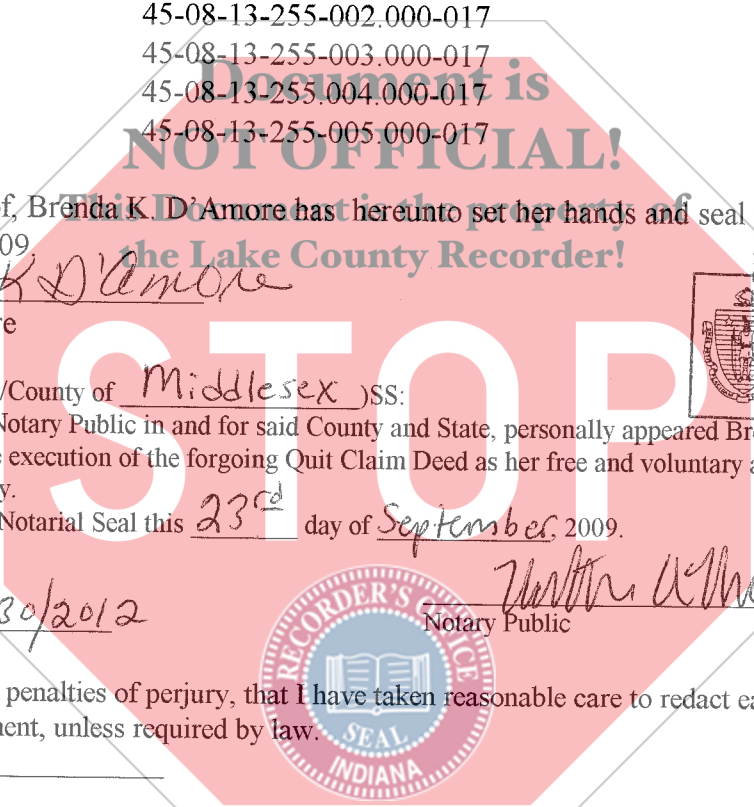 45-08-13-255-002.000-017
45-08-13-255-003.000-017
Document is
45-08-13-255.004.000-017
45-08-13-255-005.000-017
NOT OFFICIAL!
This Document is the property of
f, Brenda K. D'Amore has hereunto set her hands and seal
09
the Lake County Recorder!
K D'Amore
re
STOP
/County of Middlesex )SS:
Notary Public in and for said County and State, personally appeared Br
e execution of the forgoing Quit Claim Deed as her free and voluntary a
y.
Notarial Seal this 23rd day of September, 2009.
30/2012
Notary Public
RECORDER'S OFFICE
penalties of perjury, that I have taken reasonable care to redact ea
ment, unless required by law.
SEAL
INDIANA